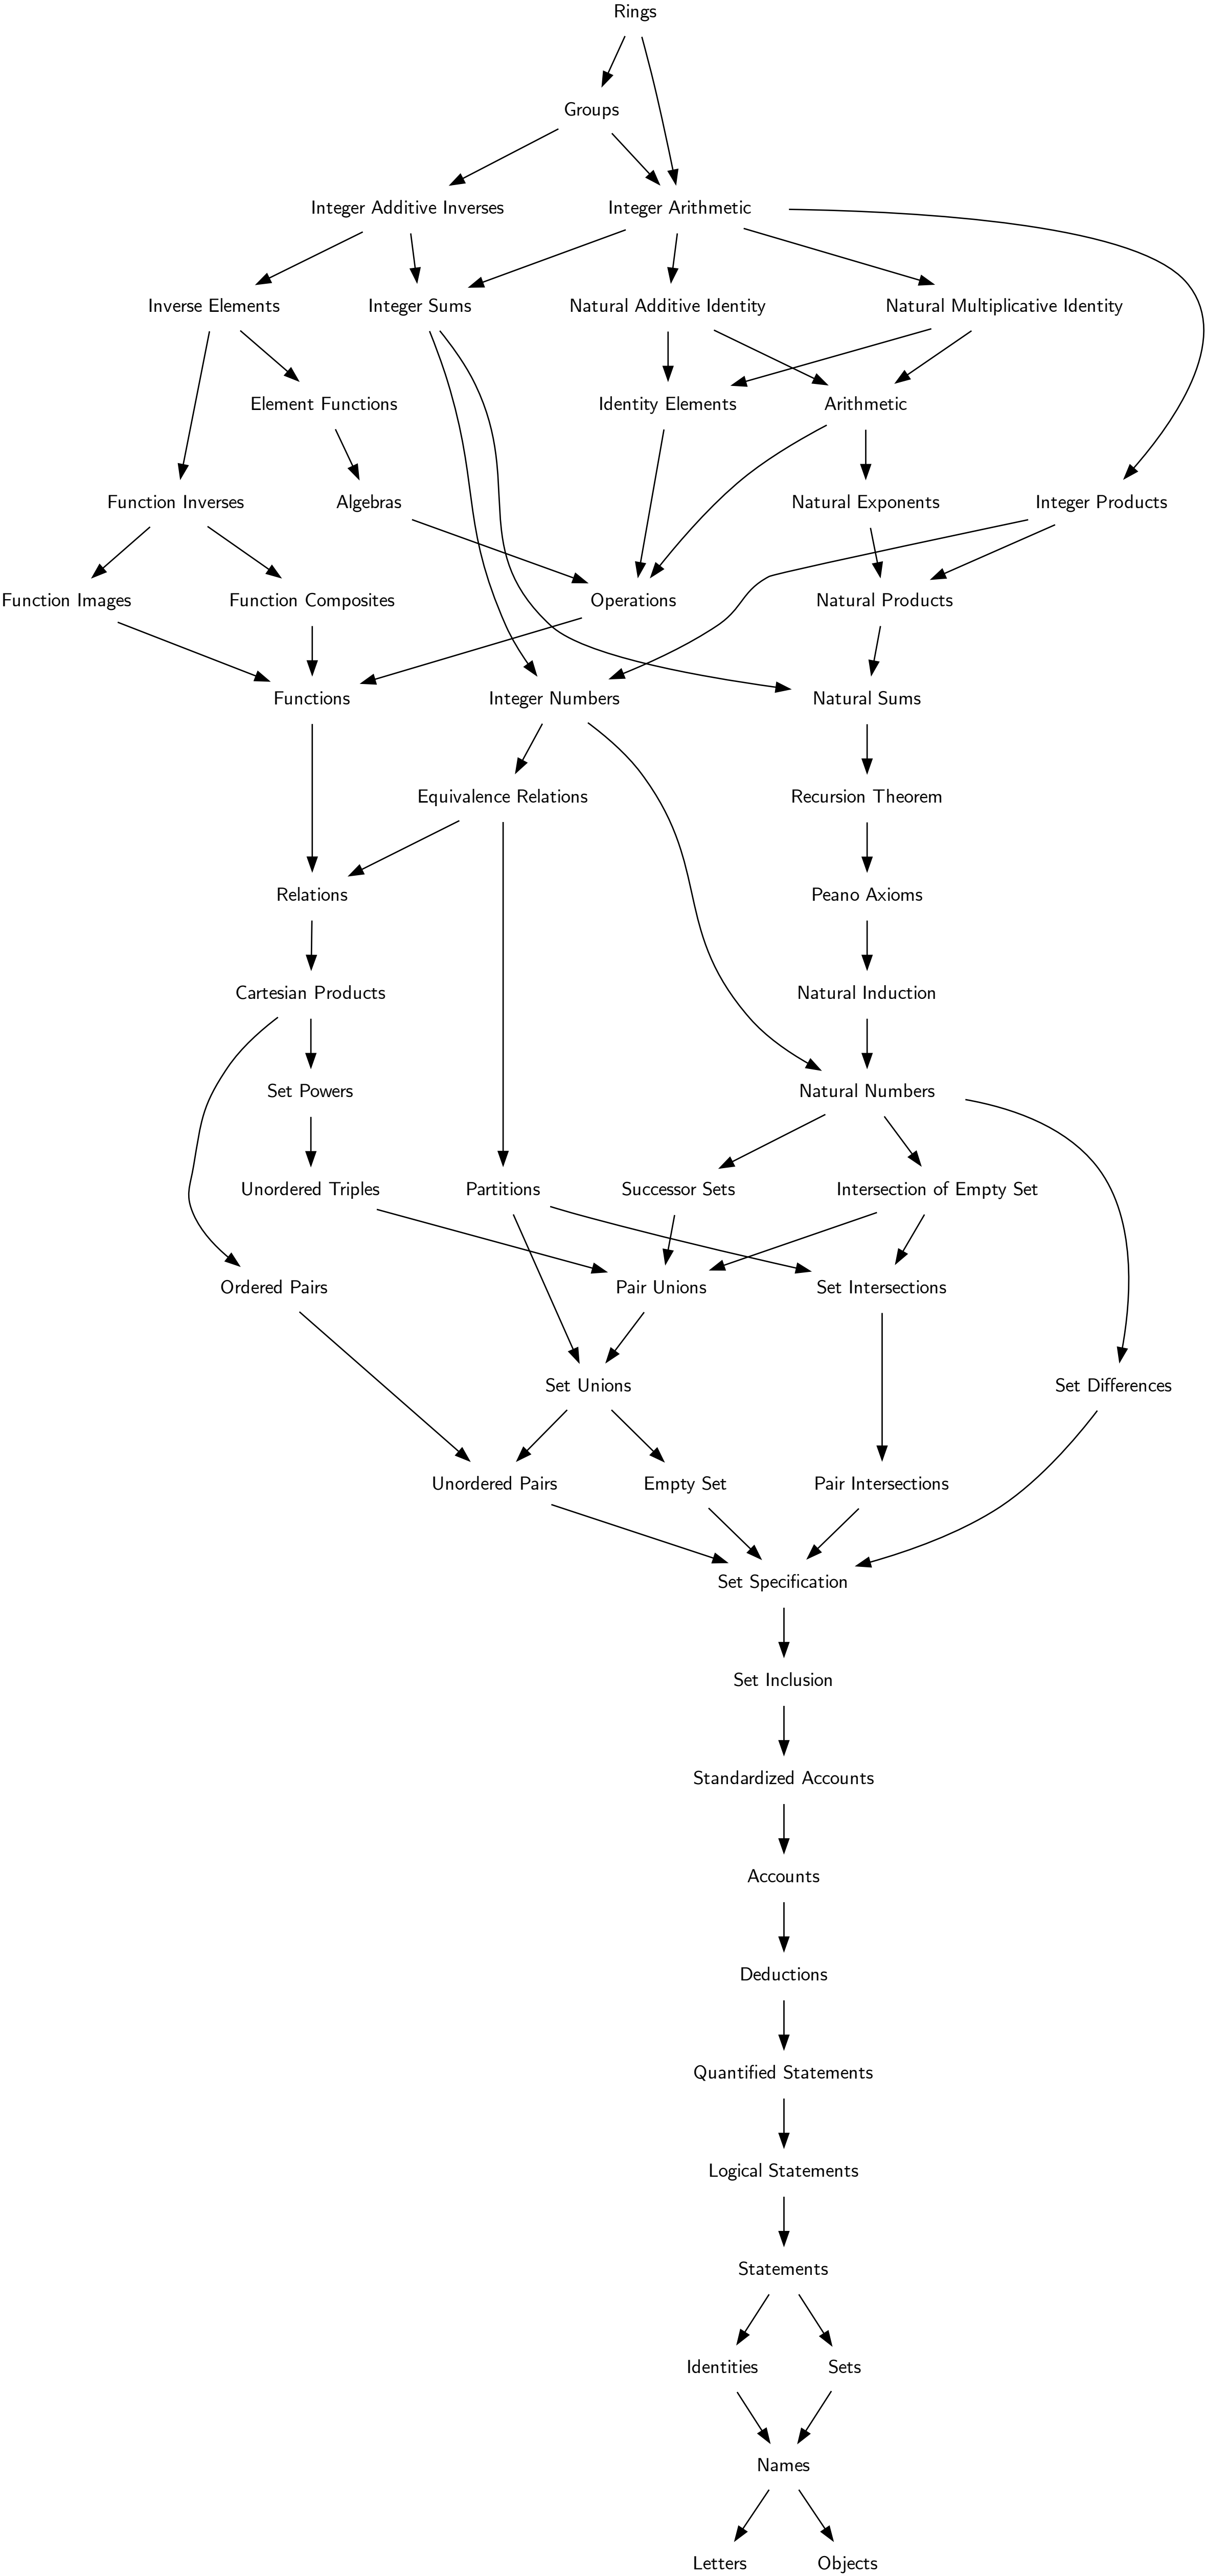 Rings
Groups
Integer Additive Inverses
Integer Arithmetic
Inverse Elements
Integer Sums
Natural Additive Identity
Natural Multiplicative Identity
Element Functions
Identity Elements
Arithmetic
Function Inverses
Algebras
Natural Exponents
Integer Products
Function Images
Function Composites
Operations
Natural Products
Functions
Integer Numbers
Natural Sums
Equivalence Relations
Recursion Theorem
Relations
Peano Axioms
Cartesian Products
Natural Induction
Set Powers
Natural Numbers
Unordered Triples
Partitions
Successor Sets
Intersection of Empty Set
Ordered Pairs
Pair Unions
Set Intersections
Set Unions
Set Differences
Unordered Pairs
Empty Set
Pair Intersections
Set Specification
Set Inclusion
Standardized Accounts
Accounts
Deductions
Quantified Statements
Logical Statements
Statements
Identities
Sets
Names
Letters
Objects